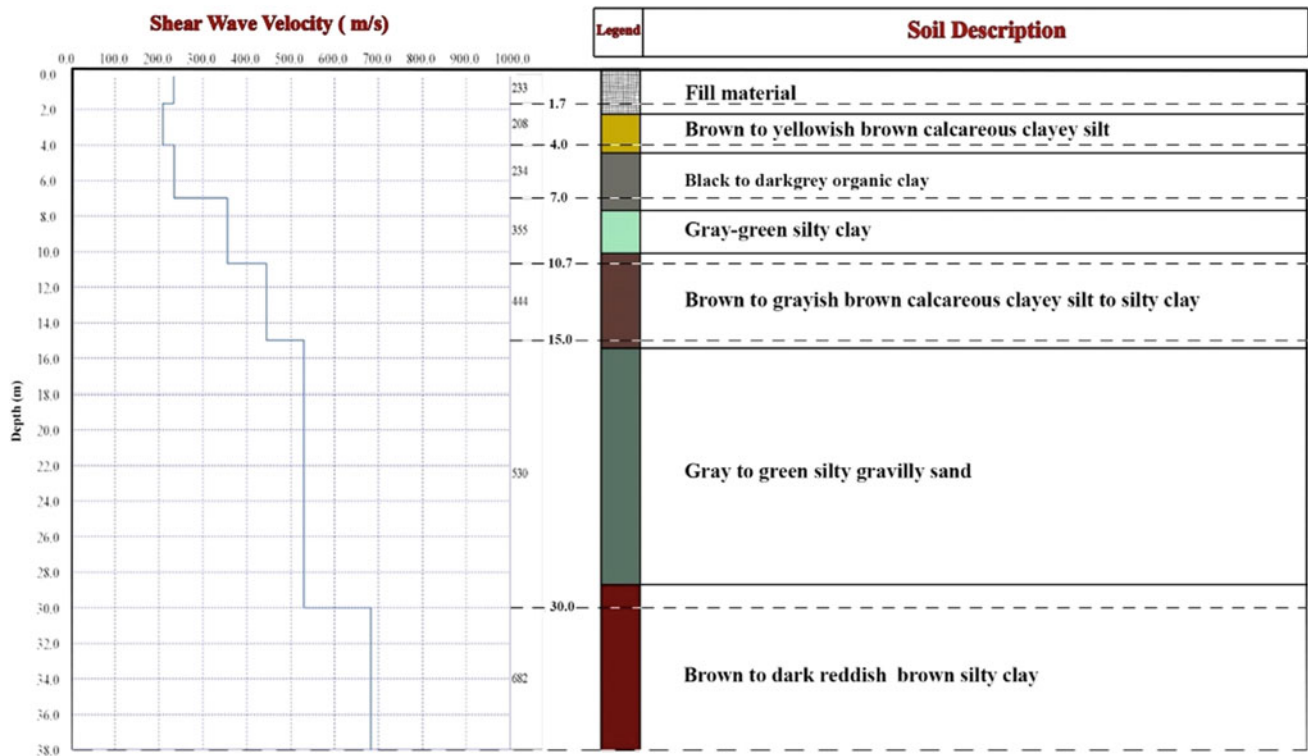 Shear Wave Velocity ( m/s)
Legend
Soil Description
0.0 100.0 200.0 300.0 400.0 500.0 600.0 700.0 800.0 900.0 1000.0
Depth (m)
0.0
2.0
4.0
6.0
8.0
10.0
12.0
14.0
16.0
18.0
20.0
22.0
24.0
26.0
28.0
30.0
32.0
34.0
36.0
38.0
233
208
234
355
444
530
682
1.7
4.0
7.0
10.7
15.0
30.0
Fill material
Brown to yellowish brown calcareous clayey silt
Black to darkgrey organic clay
Gray-green silty clay
Brown to grayish brown calcareous clayey silt to silty clay
Gray to green silty gravilly sand
Brown to dark reddish brown silty clay